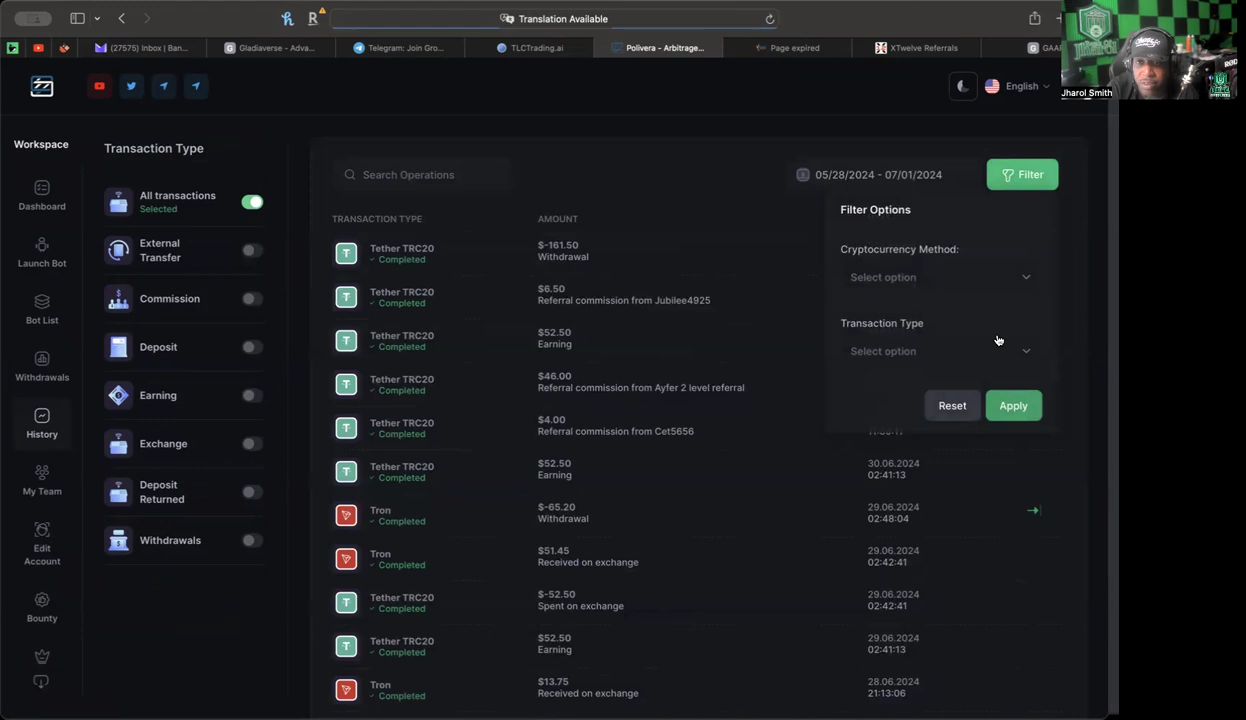 Translation Available
(27575) Inbox | Ban...
Gladiaverse - Adva...
Telegram: Join Gro...
TLCTrading.ai
Polivera - Arbitrage...
Page expired
XTwelve Referrals
Jharol Smith
English
Workspace
Dashboard
Launch Bot
Bot List
Withdrawals
History
My Team
Edit
Account
Bounty
Transaction Type
All transactions
Selected
External
Transfer
Commission
Deposit
Earning
Exchange
Deposit
Returned
Withdrawals
Search Operations
05/28/2024 - 07/01/2024
Filter
Filter Options
Cryptocurrency Method:
Select option
Transaction Type
Select option
Reset
Apply
TRANSACTION TYPE
AMOUNT
Tether TRC20
Completed
$-161.50
Withdrawal
Tether TRC20
Completed
$6.50
Referral commission from Jubilee4925
Tether TRC20
Completed
$52.50
Earning
Tether TRC20
Completed
$46.00
Referral commission from Ayfer 2 level referral
Tether TRC20
Completed
$4.00
Referral commission from Cet5656
Tether TRC20
Completed
$52.50
Earning
30.06.2024
02:41:13
Tron
Completed
$-65.20
Withdrawal
29.06.2024
02:48:04
Tron
Completed
$51.45
Received on exchange
29.06.2024
02:42:41
Tether TRC20
Completed
$-52.50
Spent on exchange
29.06.2024
02:42:41
Tether TRC20
Completed
$52.50
Earning
29.06.2024
02:41:13
Tron
Completed
$13.75
Received on exchange
28.06.2024
21:13:06